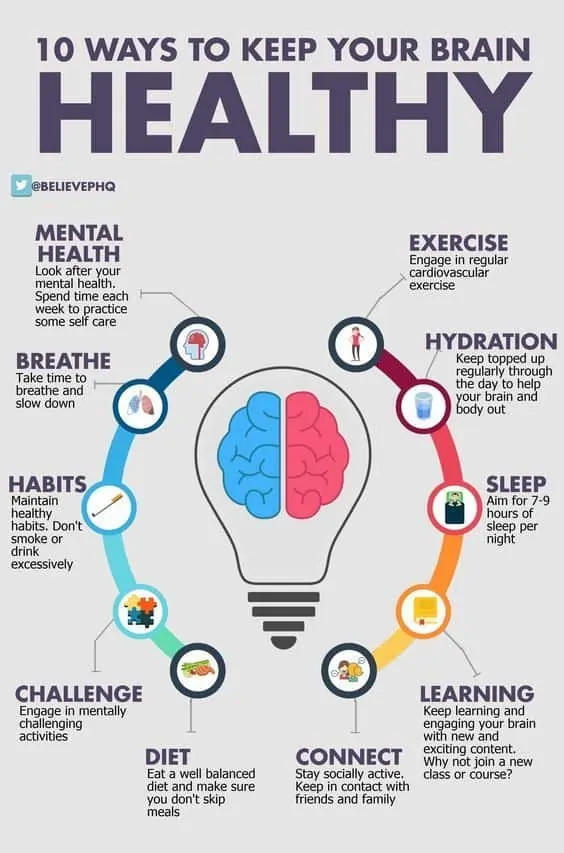 10 WAYS TO KEEP YOUR BRAIN
HEALTHY
@BELIEVEPHQ
MENTAL
HEALTH
Look after your
mental health.
Spend time each
week to practice
some self care
BREATHE
Take time to
breathe and
slow down
HABITS
Maintain
healthy
habits. Don't
smoke or
drink
excessively
CHALLENGE
Engage in mentally
challenging
activities
DIET
Eat a well balanced
diet and make sure
you don't skip
meals
EXERCISE
Engage in regular
cardiovascular
exercise
HYDRATION
Keep topped up
regularly through
the day to help
your brain and
body out
SLEEP
Aim for 7-9
hours of
sleep per
night
LEARNING
Keep learning and
engaging your brain
with new and
exciting content.
Why not join a new
class or course?
CONNECT
Stay socially active.
Keep in contact with
friends and family